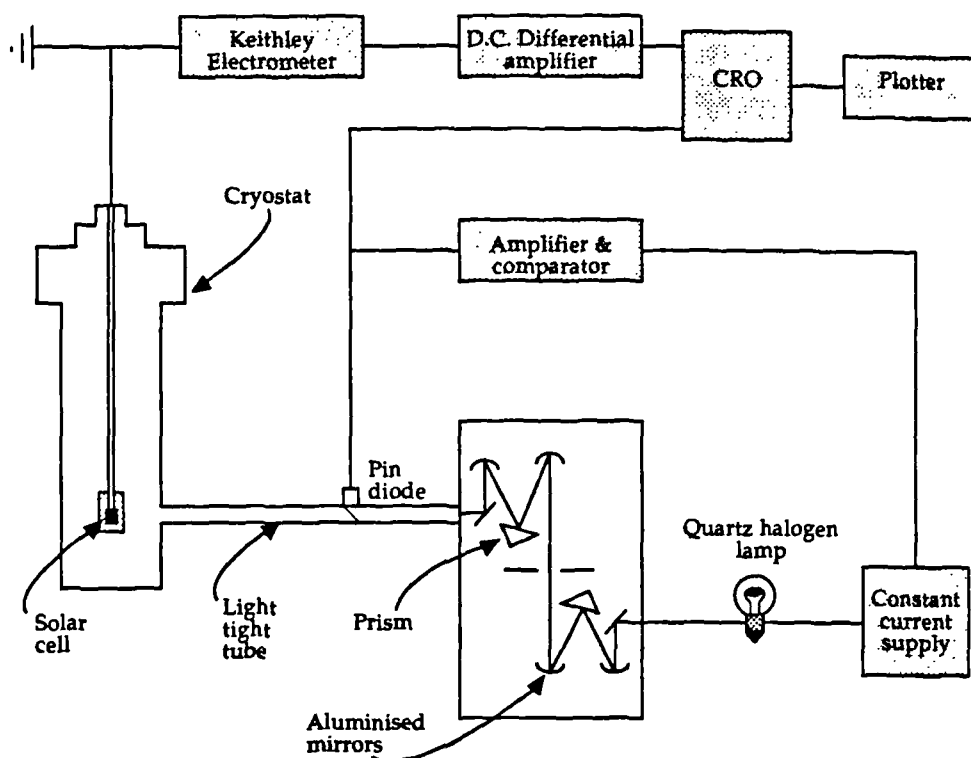 Keithley
Electrometer
D.C. Differential
amplifier
CRO
Plotter
Cryostat
Amplifier &
comparator
Pin
diode
Quartz halogen
lamp
Solar
cell
Light
tight
tube
Prism
Constant
current
supply
Aluminised
mirrors